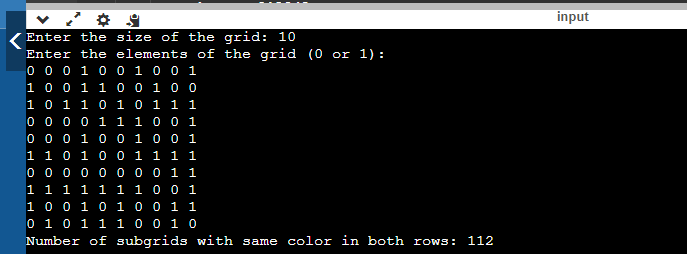 input
Enter the size of the grid: 10
Enter the elements of the grid (0 or 1):
0 0 0 1 0 0 1 0 0 1
1 0 0 1 1 0 0 1 0 0
1 0 1 1 0 1 0 1 1 1
0 0 0 0 1 1 1 0 0 1
0 0 0 1 0 0 1 0 0 1
1 1 0 1 0 0 1 1 1 1
0 0 0 0 0 0 0 0 1 1
1 1 1 1 1 1 1 0 0 1
1 0 0 1 0 1 0 0 1 1
0 1 0 1 1 1 0 0 1 0
Number of subgrids with same color in both rows: 112